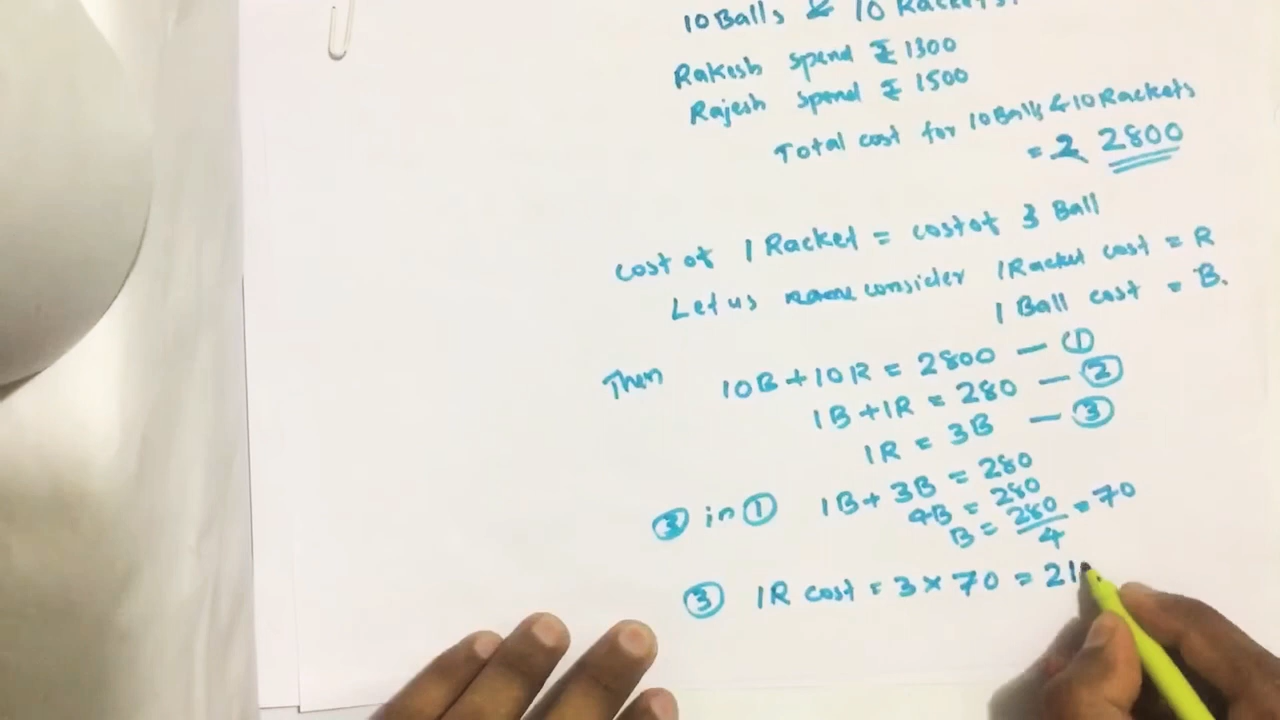 10 Balls & 10 Rackets.
Rakesh spend ₹ 1300
Rajesh spend ₹ 1500
Total cost for 10 Balls & 10 Rackets
= ₹ 2800
cost of 1 Racket = cost of 3 Ball
Let us consider 1 Racket cost = R
1 Ball cost = B.
Then 10B + 10R = 2800 — ①
1B + 1R = 280 — ②
1R = 3B — ③
③ in ① 1B + 3B = 280
4B = 280
B = 280/4 = 70
③ 1R cost = 3 × 70 = 21